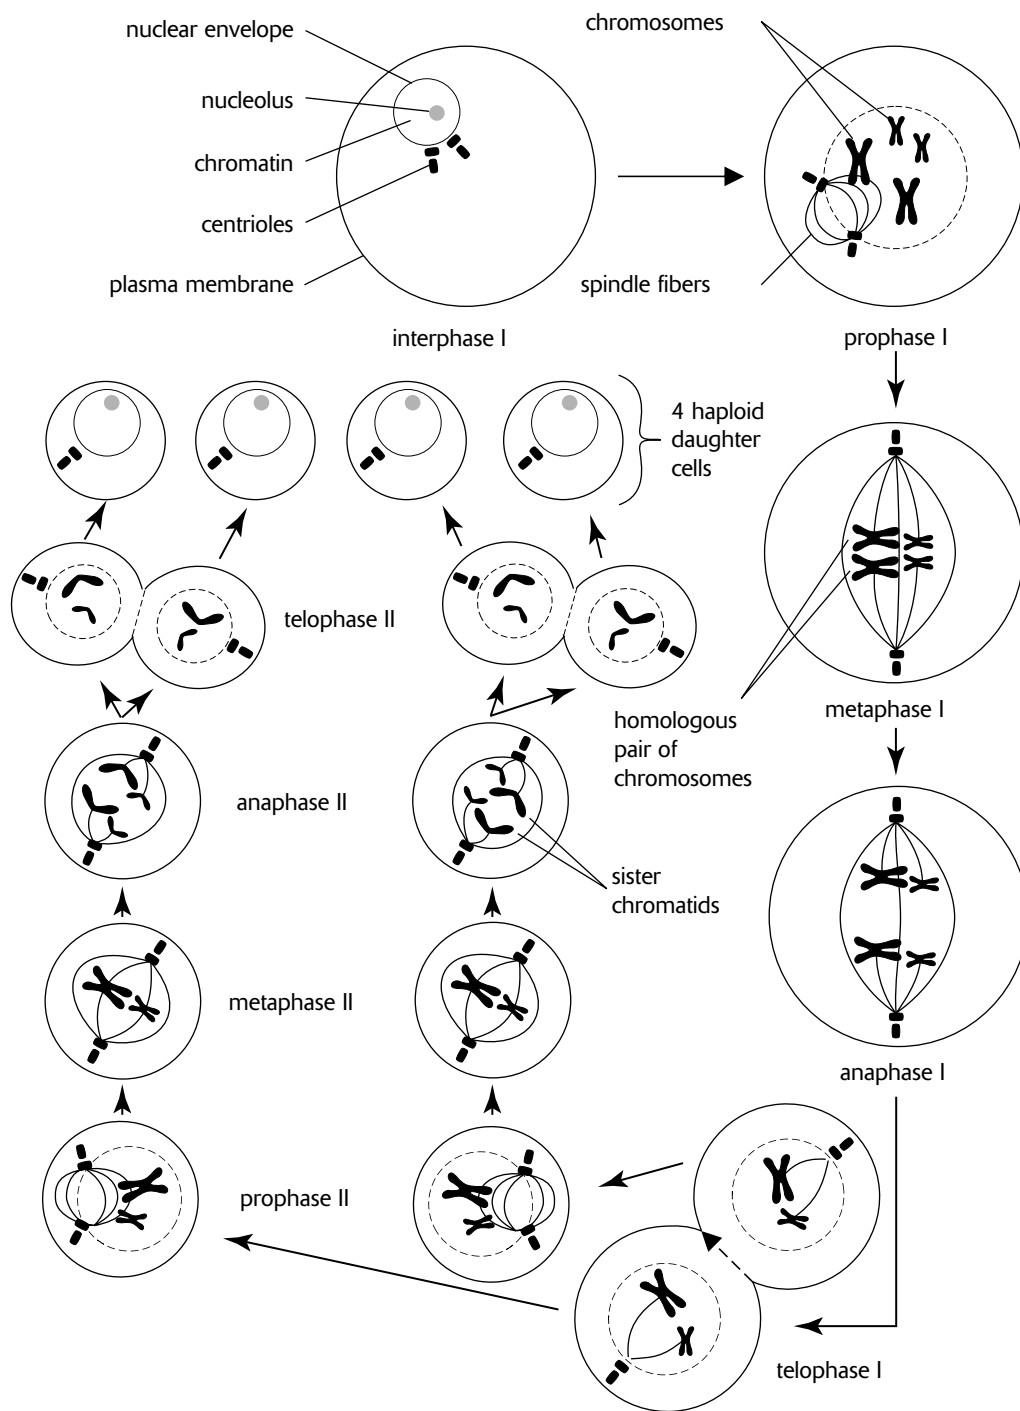 nuclear envelope
nucleolus
chromatin
centrioles
plasma membrane
interphase I
chromosomes
spindle fibers
prophase I
4 haploid
daughter
cells
telophase II
homologous
pair of
chromosomes
metaphase I
anaphase II
sister
chromatids
metaphase II
anaphase I
prophase II
telophase I